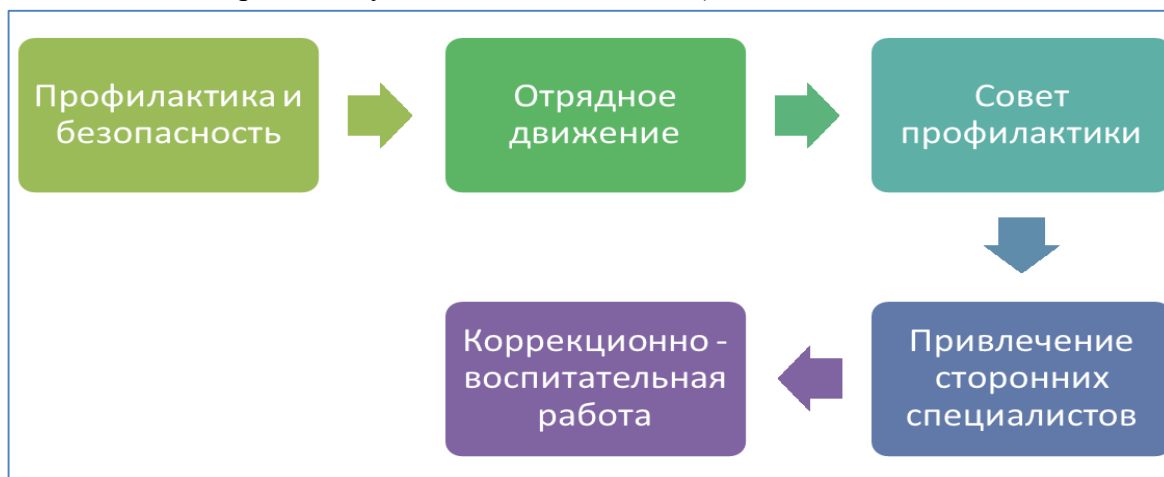 Профилактика и
безопасность
Отрядное
движение
Совет
профилактики
Привлечение
сторонних
специалистов
Коррекционно -
воспитательная
работа